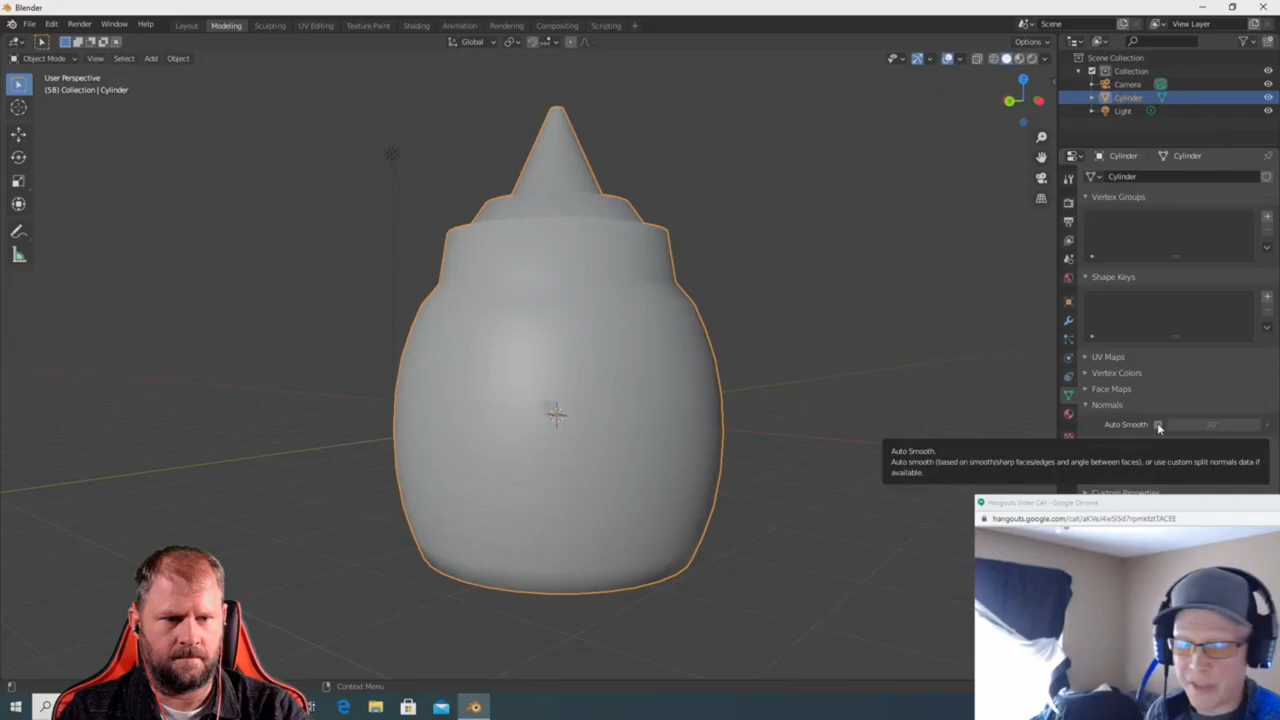 Blender
File Edit Render Window Help
Layout Modeling Sculpting UV Editing Texture Paint Shading Animation Rendering Compositing Scripting +
Scene
View Layer
Global
Options
Object Mode View Select Add Object
User Perspective
(58) Collection | Cylinder
Scene Collection
Collection
Camera
Cylinder
Light
Cylinder Cylinder
Cylinder
Vertex Groups
Shape Keys
UV Maps
Vertex Colors
Face Maps
Normals
Auto Smooth 30°
Auto Smooth.
Auto smooth (based on smooth/sharp faces/edges and angle between faces), or use custom split normals data if
available.
Custom Properties
Hangouts Video Call - Google Chrome
Context Menu